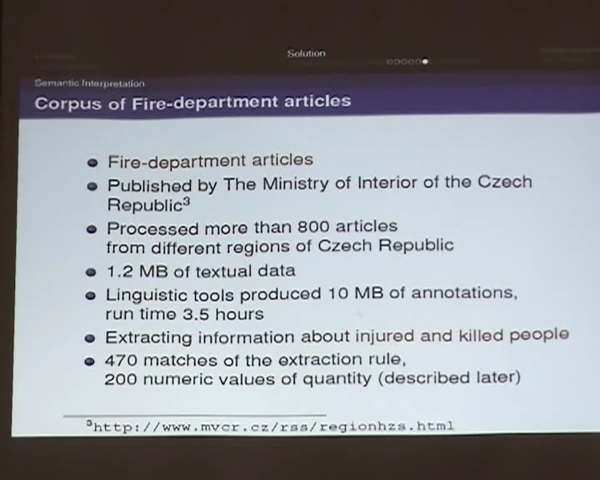 Solution
Semantic Interpretation
Corpus of Fire-department articles
Fire-department articles
Published by The Ministry of Interior of the Czech
Republic³
Processed more than 800 articles
from different regions of Czech Republic
1.2 MB of textual data
Linguistic tools produced 10 MB of annotations,
run time 3.5 hours
Extracting information about injured and killed people
470 matches of the extraction rule,
200 numeric values of quantity (described later)
³http://www.mvcr.cz/rss/regionhzs.html